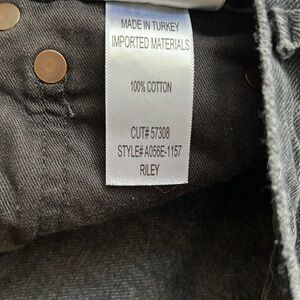 MADE IN TURKEY
IMPORTED MATERIALS
100% COTTON
CUT# 57308
STYLE# A056E-1157
RILEY